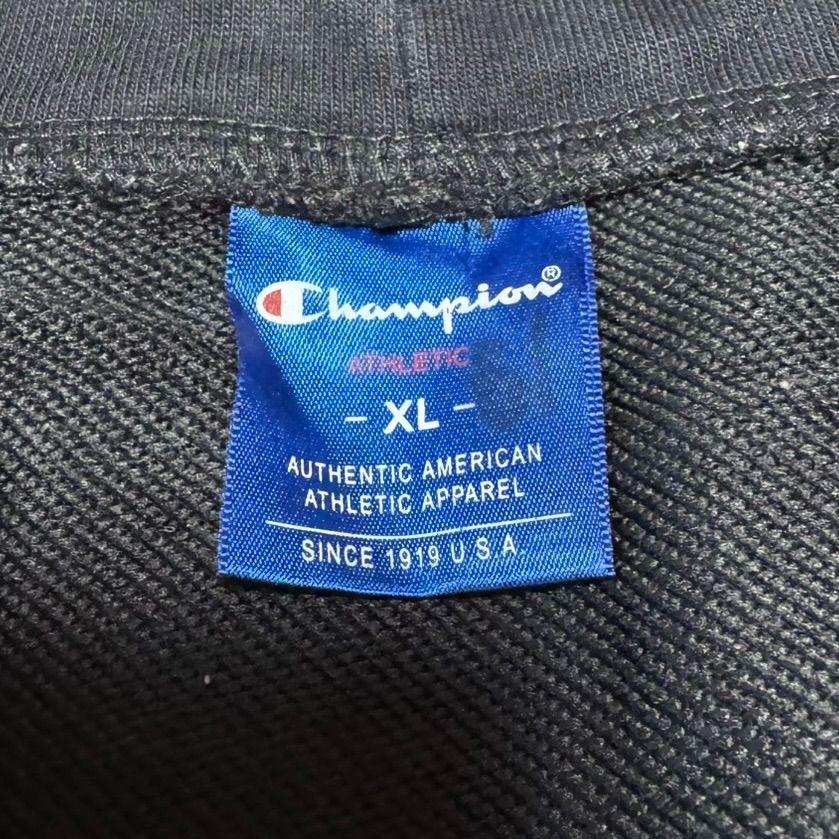 Champion®
ATHLETIC
- XL -
AUTHENTIC AMERICAN
ATHLETIC APPAREL
SINCE 1919 U.S.A.